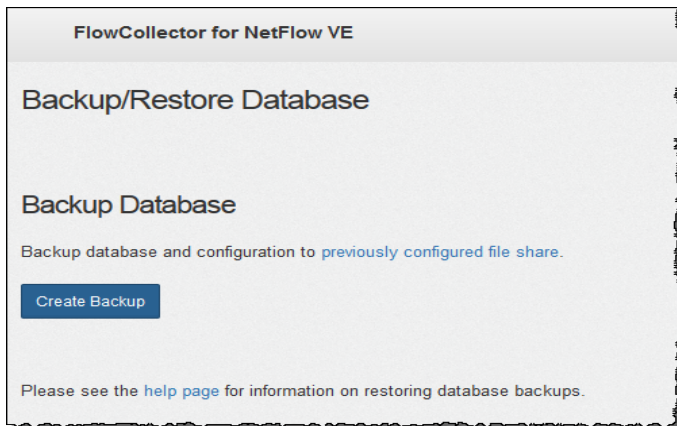 FlowCollector for NetFlow VE
Backup/Restore Database
Backup Database
Backup database and configuration to previously configured file share.
Create Backup
Please see the help page for information on restoring database backups.